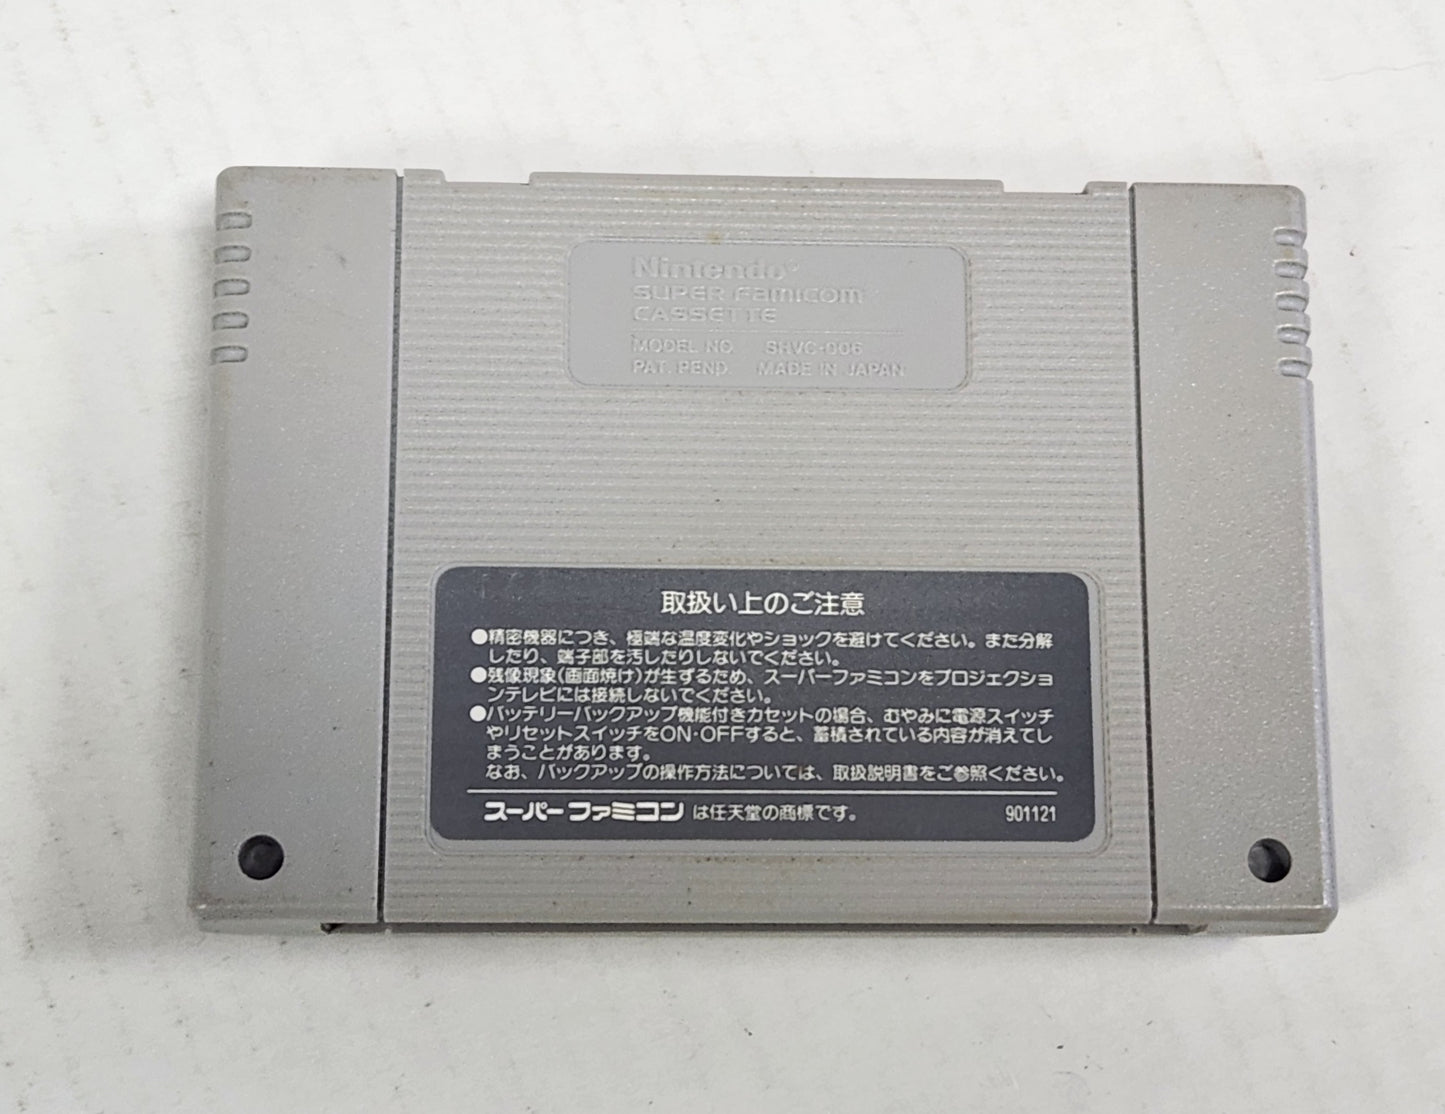 Nintendo®
SUPER FAMICOM
CASSETTE
MODEL NO. SHVC-006
PAT. PEND. MADE IN JAPAN
取扱い上のご注意
●精密機器につき、極端な温度変化やショックを避けてください。また分解
したり、端子部を汚したりしないでください。
●残像現象(画面焼け)が生ずるため、スーパーファミコンをプロジェクショ
ンテレビには接続しないでください。
●バッテリーバックアップ機能付きカセットの場合、むやみに電源スイッチ
やリセットスイッチをON・OFFすると、蓄積されている内容が消えてし
まうことがあります。
なお、バックアップの操作方法については、取扱説明書をご参照ください。
スーパーファミコン は任天堂の商標です。 901121